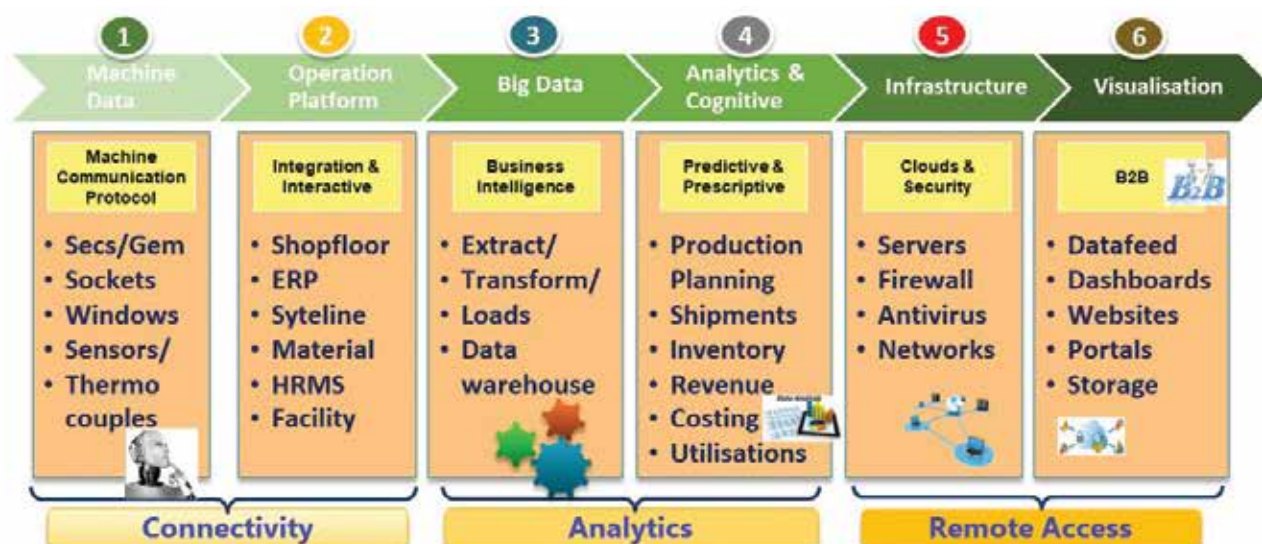 1
Machine
Data
2
Operation
Platform
3
Big Data
4
Analytics &
Cognitive
5
Infrastructure
6
Visualisation
Machine
Communication
Protocol
• Secs/Gem
• Sockets
• Windows
• Sensors/
• Thermo
couples
Integration &
Interactive
• Shopfloor
• ERP
• Syteline
• Material
• HRMS
• Facility
Business
Intelligence
• Extract/
• Transform/
• Loads
• Data
warehouse
Predictive &
Prescriptive
• Production
Planning
• Shipments
• Inventory
• Revenue
• Costing
• Utilisations
Data Analysis
Clouds &
Security
• Servers
• Firewall
• Antivirus
• Networks
B2B
B2B
• Datafeed
• Dashboards
• Websites
• Portals
• Storage
Connectivity
Analytics
Remote Access